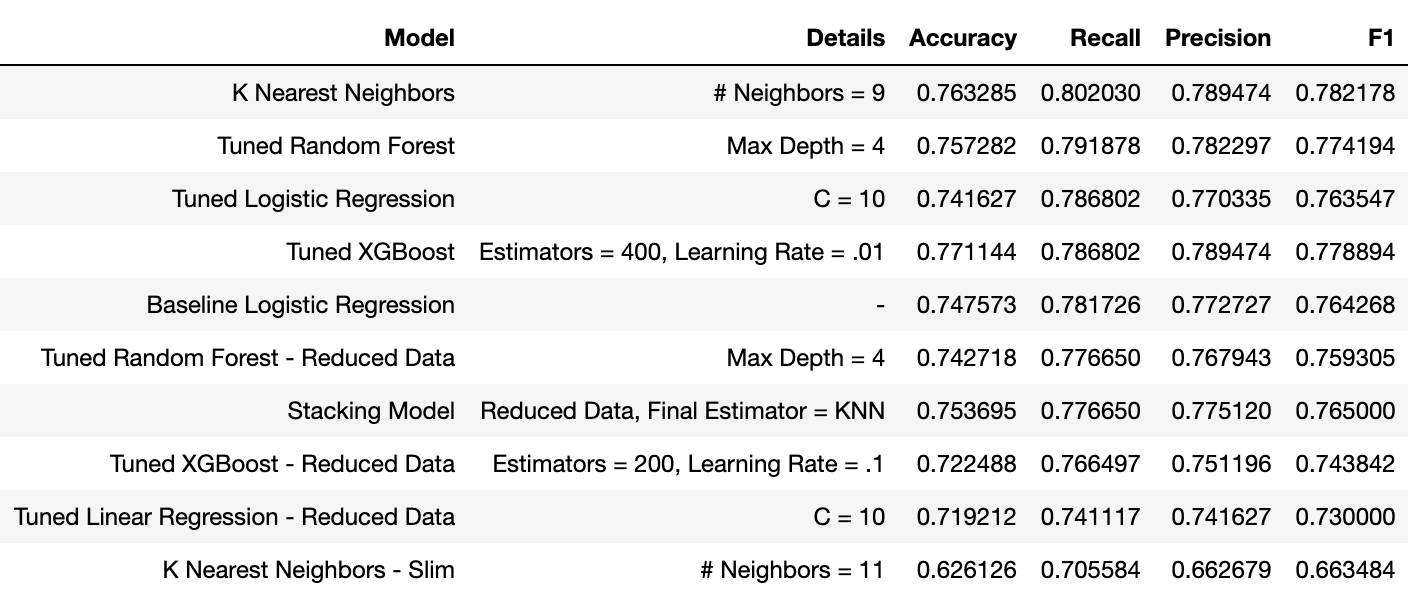 Model Details Accuracy Recall Precision F1
K Nearest Neighbors # Neighbors = 9 0.763285 0.802030 0.789474 0.782178
Tuned Random Forest Max Depth = 4 0.757282 0.791878 0.782297 0.774194
Tuned Logistic Regression C = 10 0.741627 0.786802 0.770335 0.763547
Tuned XGBoost Estimators = 400, Learning Rate = .01 0.771144 0.786802 0.789474 0.778894
Baseline Logistic Regression - 0.747573 0.781726 0.772727 0.764268
Tuned Random Forest - Reduced Data Max Depth = 4 0.742718 0.776650 0.767943 0.759305
Stacking Model Reduced Data, Final Estimator = KNN 0.753695 0.776650 0.775120 0.765000
Tuned XGBoost - Reduced Data Estimators = 200, Learning Rate = .1 0.722488 0.766497 0.751196 0.743842
Tuned Linear Regression - Reduced Data C = 10 0.719212 0.741117 0.741627 0.730000
K Nearest Neighbors - Slim # Neighbors = 11 0.626126 0.705584 0.662679 0.663484